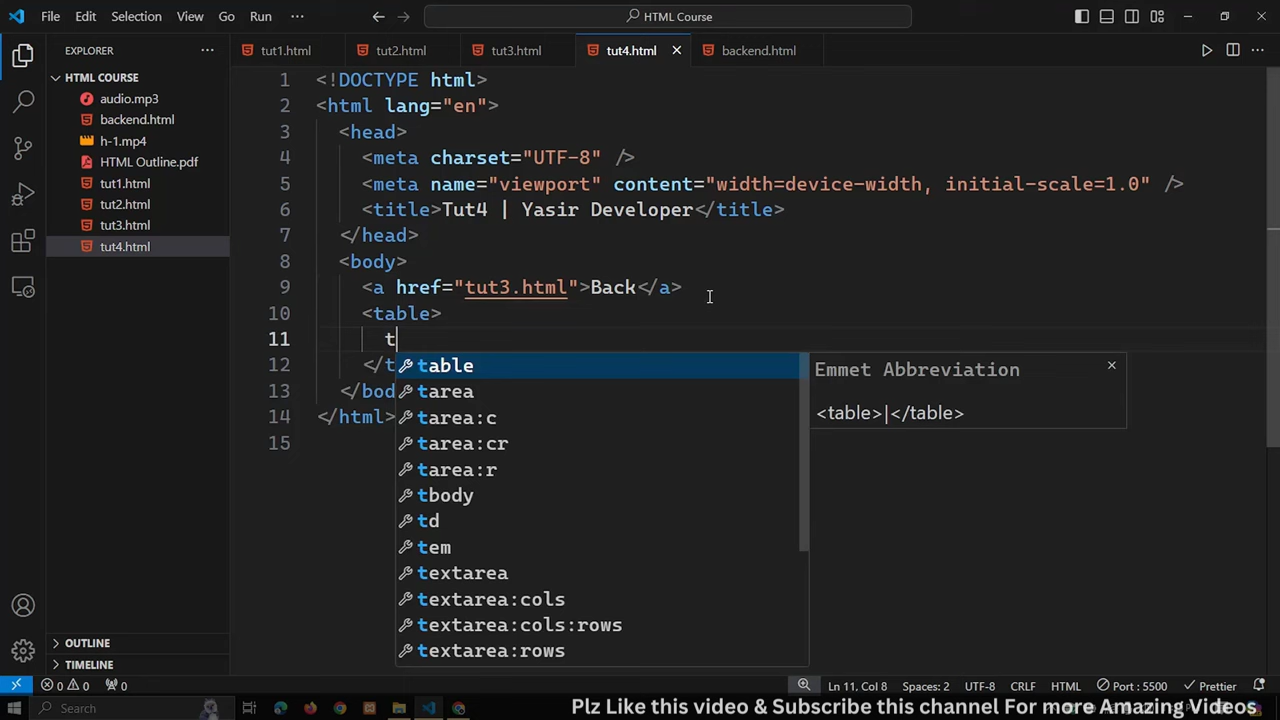 File Edit Selection View Go Run ··· HTML Course
EXPLORER ···
tut1.html tut2.html tut3.html tut4.html backend.html
HTML COURSE
audio.mp3
backend.html
h-1.mp4
HTML Outline.pdf
tut1.html
tut2.html
tut3.html
tut4.html
OUTLINE
TIMELINE
1 <!DOCTYPE html>
2 <html lang="en">
3 <head>
4 <meta charset="UTF-8" />
5 <meta name="viewport" content="width=device-width, initial-scale=1.0" />
6 <title>Tut4 | Yasir Developer</title>
7 </head>
8 <body>
9 <a href="tut3.html">Back</a>
10 <table>
11 t
12 </t
13 </bod
14 </html>
15
table
tarea
tarea:c
tarea:cr
tarea:r
tbody
td
tem
textarea
textarea:cols
textarea:cols:rows
textarea:rows
Emmet Abbreviation
<table>|</table>
0 0 0 Ln 11, Col 8 Spaces: 2 UTF-8 CRLF HTML Port : 5500 Prettier
Search
Plz Like this video & Subscribe this channel For more Amazing Videos